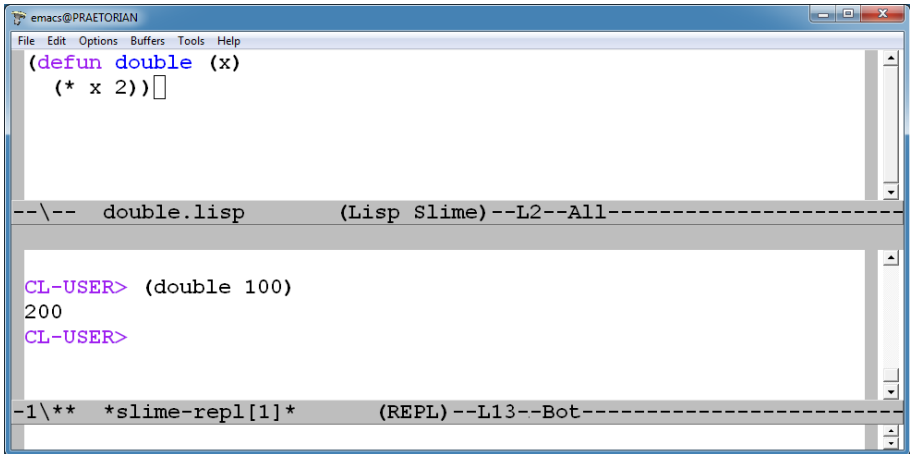 emacs@PRAETORIAN
File Edit Options Buffers Tools Help
(defun double (x)
  (* x 2))
--\-- double.lisp (Lisp Slime)--L2--All-----------------------
CL-USER> (double 100)
200
CL-USER>
-1\** *slime-repl[1]* (REPL)--L13--Bot-------------------------